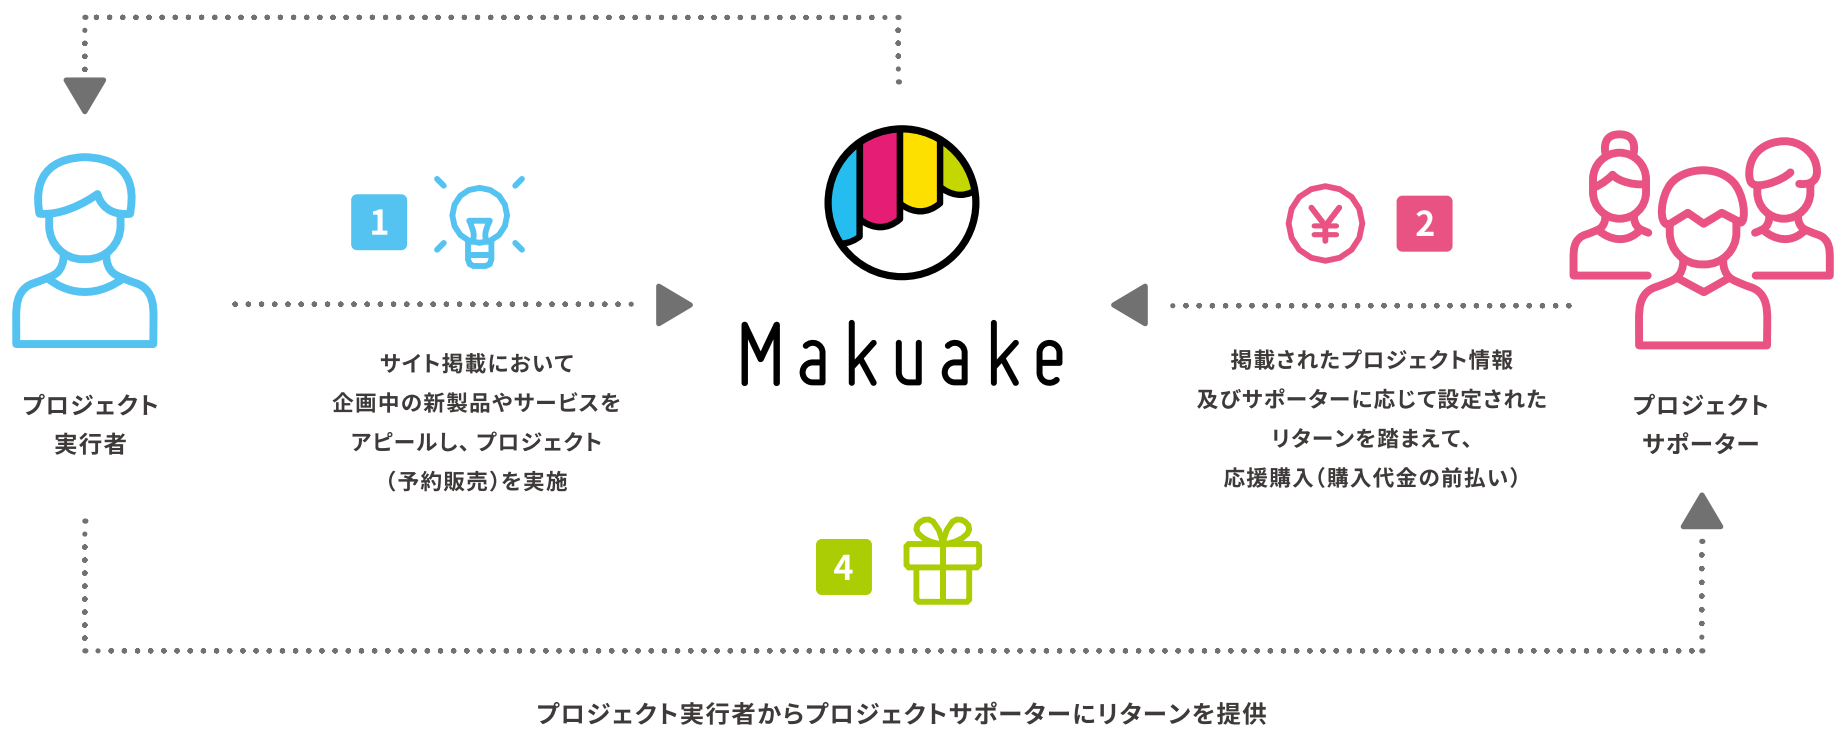 1
サイト掲載において
企画中の新製品やサービスを
アピールし、プロジェクト
（予約販売）を実施
プロジェクト
実行者
Makuake
¥
2
掲載されたプロジェクト情報
及びサポーターに応じて設定された
リターンを踏まえて、
応援購入（購入代金の前払い）
プロジェクト
サポーター
4
プロジェクト実行者からプロジェクトサポーターにリターンを提供